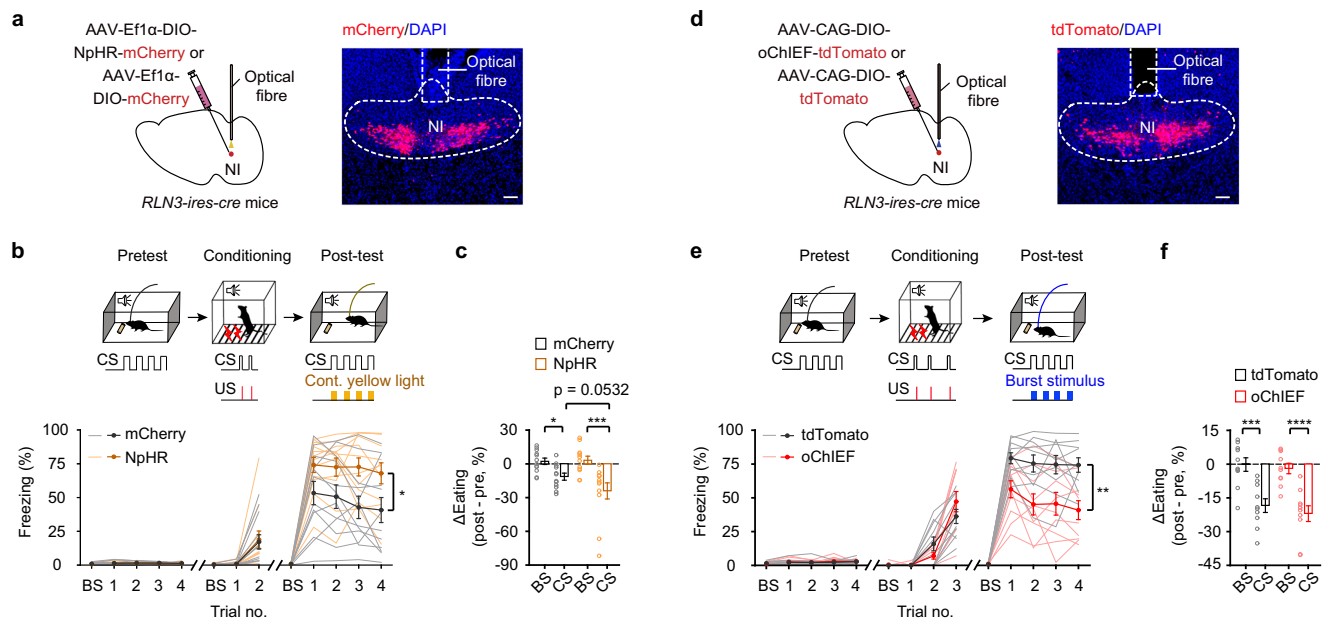 a
AAV-Ef1α-DIO-
NpHR-mCherry or
AAV-Ef1α-
DIO-mCherry
Optical
fibre
NI
RLN3-ires-cre mice
mCherry/DAPI
Optical
fibre
NI
b
Pretest
Conditioning
Post-test
CS
CS
CS
US
Cont. yellow light
mCherry
NpHR
Freezing (%)
100
75
50
25
0
*
BS 1 2 3 4
BS 1 2
BS 1 2 3 4
Trial no.
c
mCherry
NpHR
p = 0.0532
*
***
ΔEating
(post - pre, %)
30
0
-30
-60
-90
BS CS BS CS
d
AAV-CAG-DIO-
oChIEF-tdTomato or
AAV-CAG-DIO-
tdTomato
Optical
fibre
NI
RLN3-ires-cre mice
tdTomato/DAPI
Optical
fibre
NI
e
Pretest
Conditioning
Post-test
CS
CS
CS
US
Burst stimulus
tdTomato
oChIEF
Freezing (%)
100
75
50
25
0
**
BS 1 2 3 4
BS 1 2 3
BS 1 2 3 4
Trial no.
f
tdTomato
oChIEF
***
****
ΔEating
(post - pre, %)
15
0
-15
-30
-45
BS CS BS CS